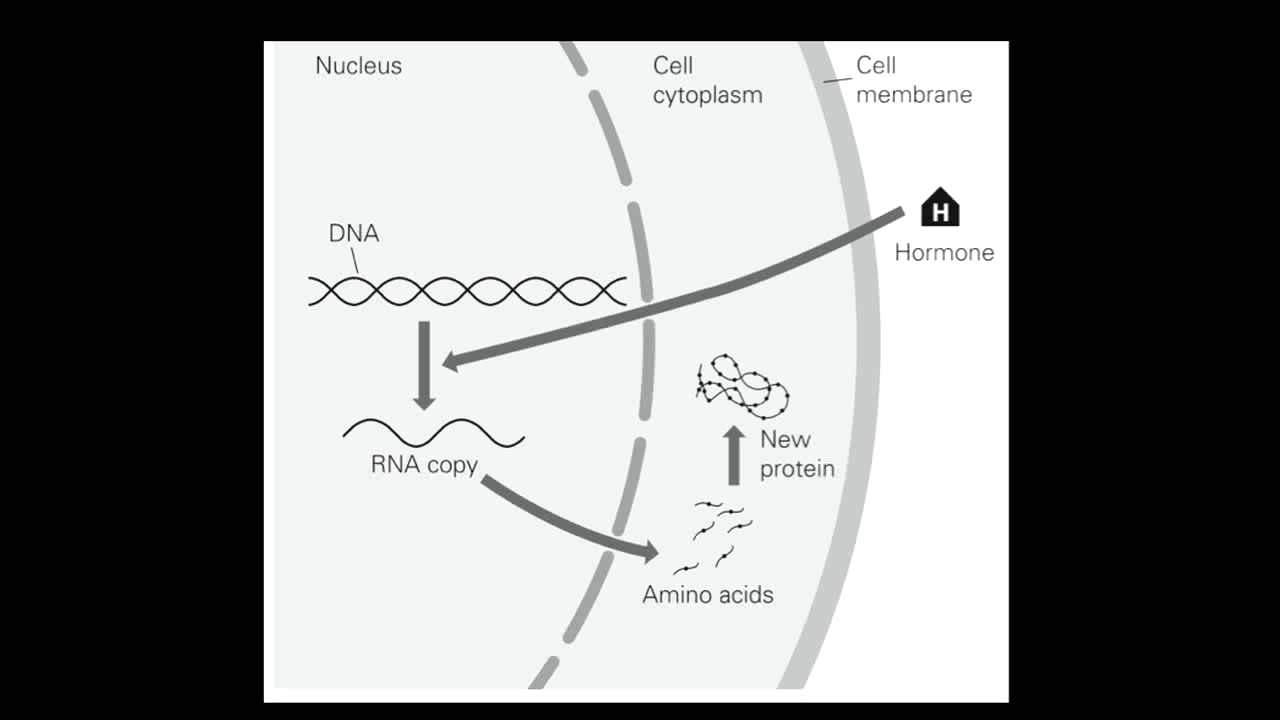 Nucleus
Cell
cytoplasm
Cell
membrane
DNA
H
Hormone
RNA copy
New
protein
Amino acids